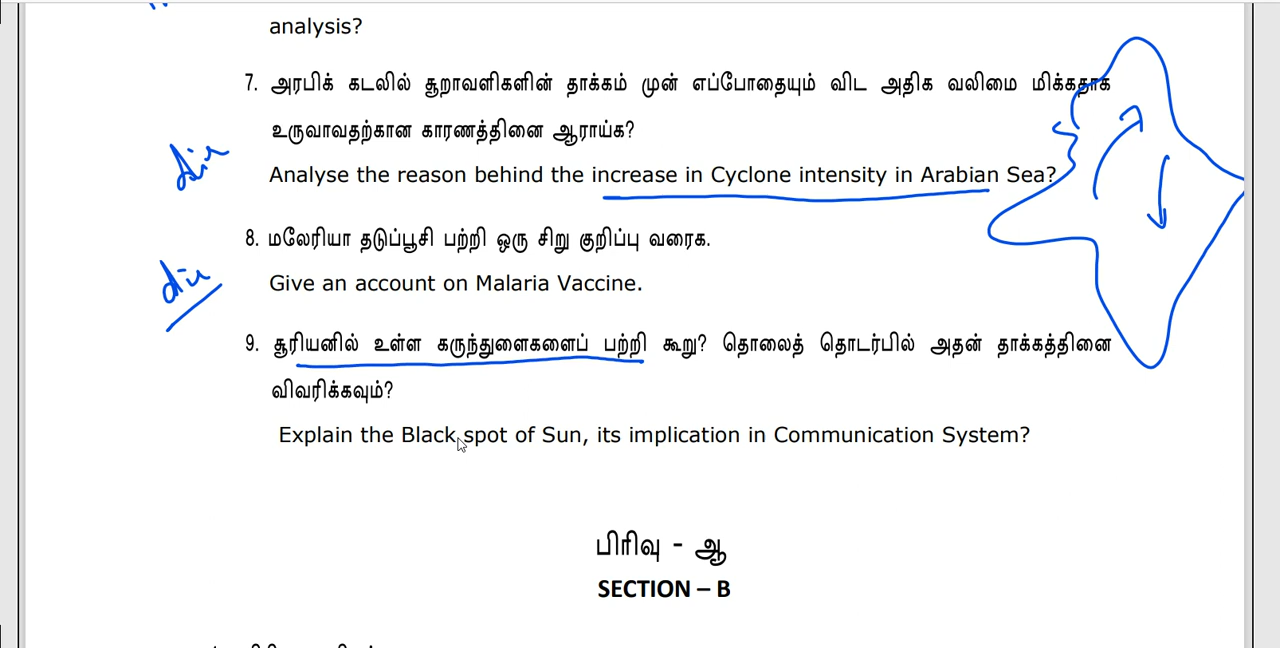 analysis?
7. அரபிக் கடலில் சூறாவளிகளின் தாக்கம் முன் எப்போதையும் விட அதிக வலிமை மிக்கதாக
உருவாவதற்கான காரணத்தினை ஆராய்க?
Analyse the reason behind the increase in Cyclone intensity in Arabian Sea?
8. மலேரியா தடுப்பூசி பற்றி ஒரு சிறு குறிப்பு வரைக.
Give an account on Malaria Vaccine.
9. சூரியனில் உள்ள கருந்துளைகளைப் பற்றி கூறு? தொலைத் தொடர்பில் அதன் தாக்கத்தினை
விவரிக்கவும்?
Explain the Black spot of Sun, its implication in Communication System?
பிரிவு - ஆ
SECTION – B